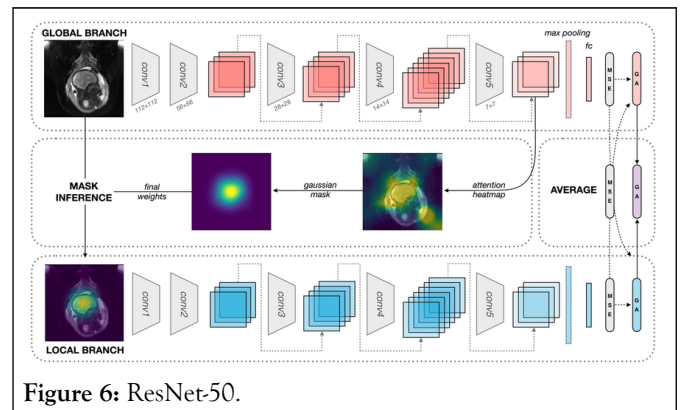 GLOBAL BRANCH
max pooling
fc
conv1
conv2
conv3
conv4
conv5
112×112
56×56
28×28
14×14
7×7
MSE
GA
MASK
INFERENCE
final
weights
gaussian
mask
attention
heatmap
AVERAGE
MSE
GA
conv1
conv2
conv3
conv4
conv5
MSE
GA
LOCAL BRANCH
Figure 6: ResNet-50.